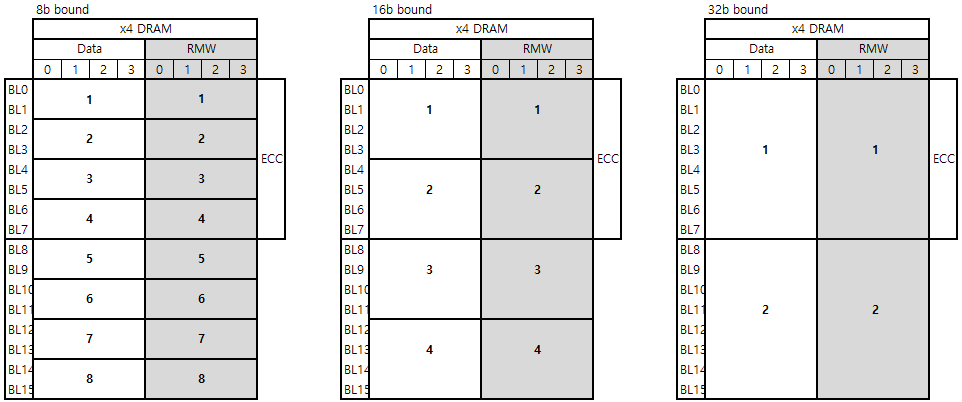 8b bound 16b bound 32b bound
x4 DRAM x4 DRAM x4 DRAM
Data RMW Data RMW Data RMW
0 1 2 3 0 1 2 3 0 1 2 3 0 1 2 3 0 1 2 3 0 1 2 3
BL0 BL0 BL0
1 1
BL1 1 1 BL1
BL2 BL2 BL2
2 2
BL3 BL3 BL3 1 1
ECC ECC ECC
BL4 BL4 BL4
3 3
BL5 2 2 BL5 BL5
BL6 BL6 BL6
4 4
BL7 BL7 BL7
BL8 BL8 BL8
5 5
BL9 BL9 3 3 BL9
BL10 BL10 BL10
6 6
BL11 BL11 BL11 2 2
BL12 BL12 BL12
7 7
BL13 BL13 4 4 BL13
BL14 BL14 BL14
8 8
BL15 BL15 BL15